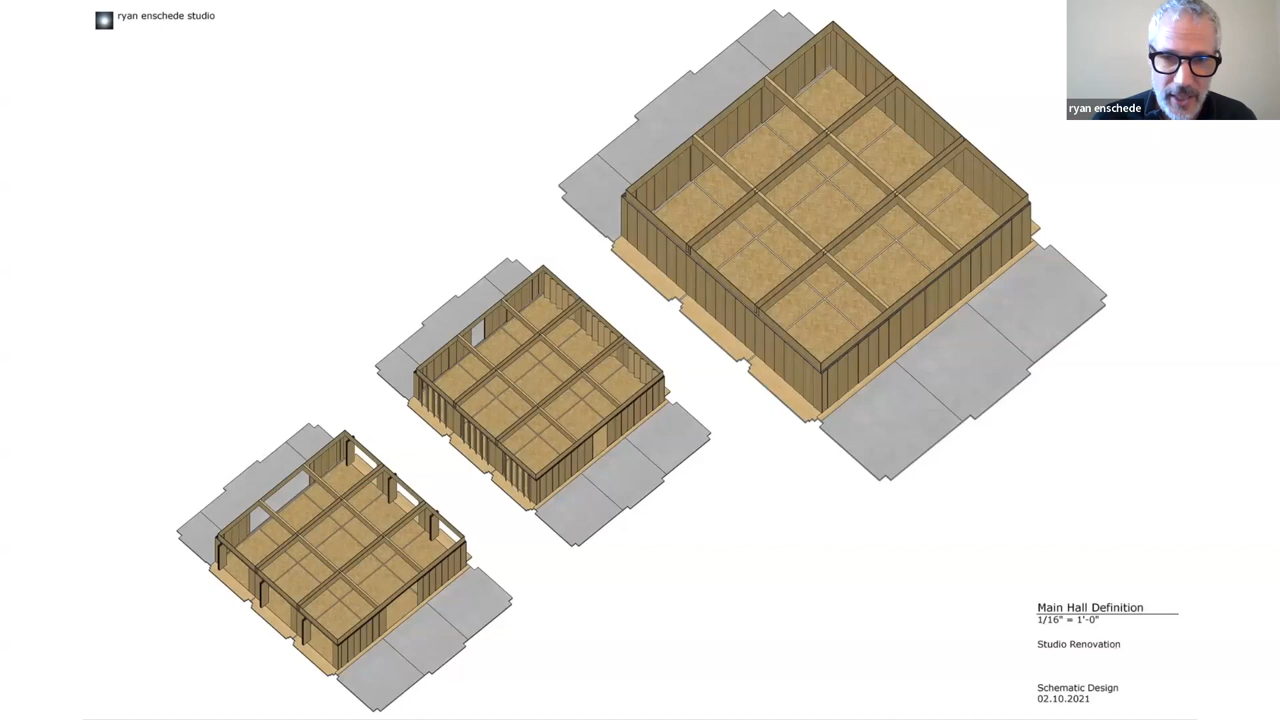 ryan enschede studio
ryan enschede
Main Hall Definition
1/16" = 1'-0"
Studio Renovation
Schematic Design
02.10.2021